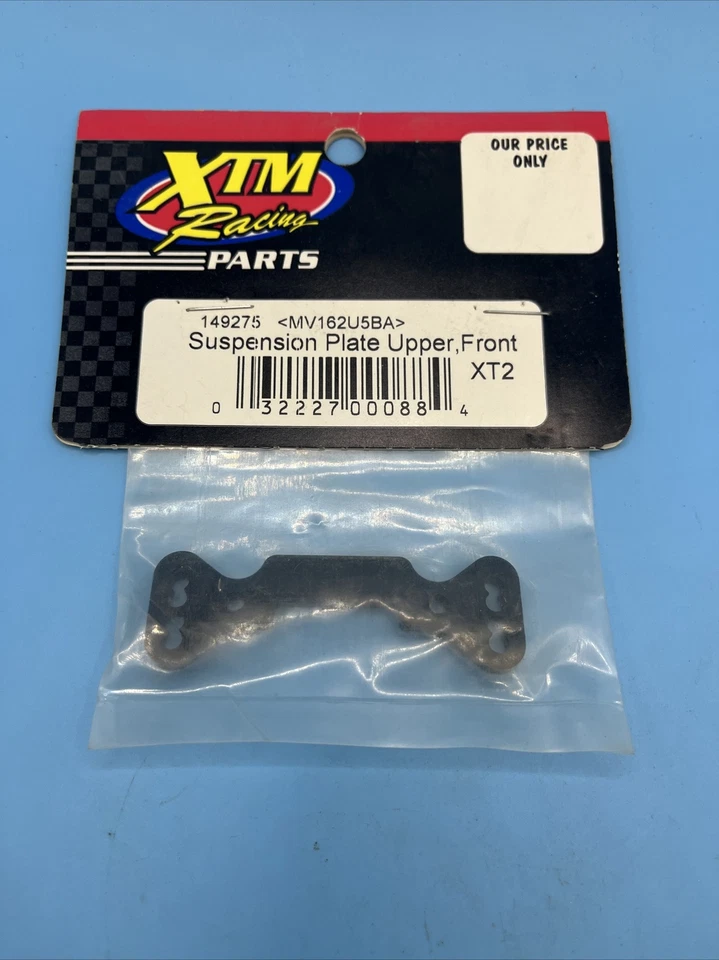 XTM
Racing
PARTS
OUR PRICE
ONLY
149275 <MV162U5BA>
Suspension Plate Upper,Front
XT2
0 32227 00088 4